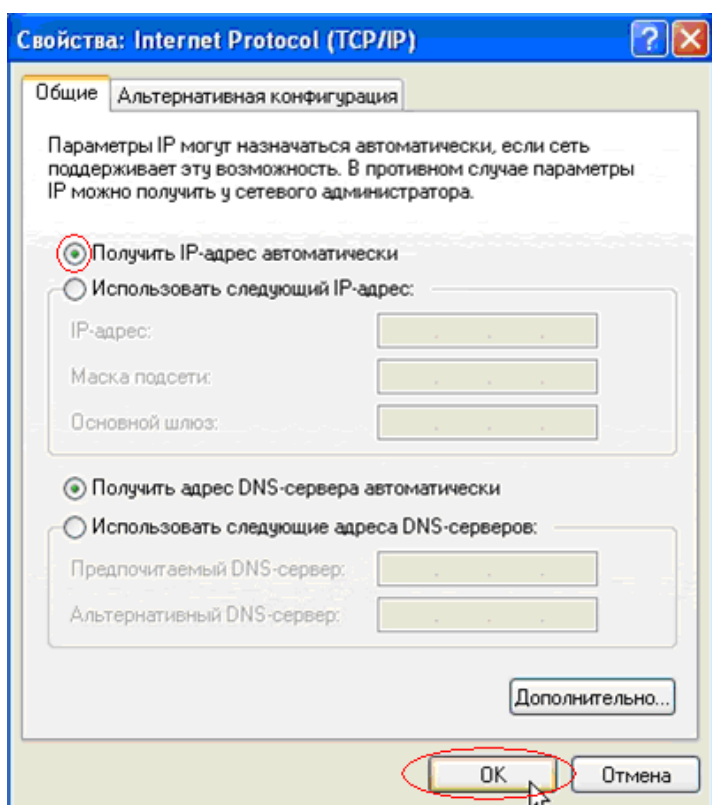 Свойства: Internet Protocol (TCP/IP)
?
Общие
Альтернативная конфигурация
Параметры IP могут назначаться автоматически, если сеть
поддерживает эту возможность. В противном случае параметры
IP можно получить у сетевого администратора.
Получить IP-адрес автоматически
Использовать следующий IP-адрес:
IP-адрес:
Маска подсети:
Основной шлюз:
Получить адрес DNS-сервера автоматически
Использовать следующие адреса DNS-серверов:
Предпочитаемый DNS-сервер:
Альтернативный DNS-сервер:
Дополнительно...
OK
Отмена